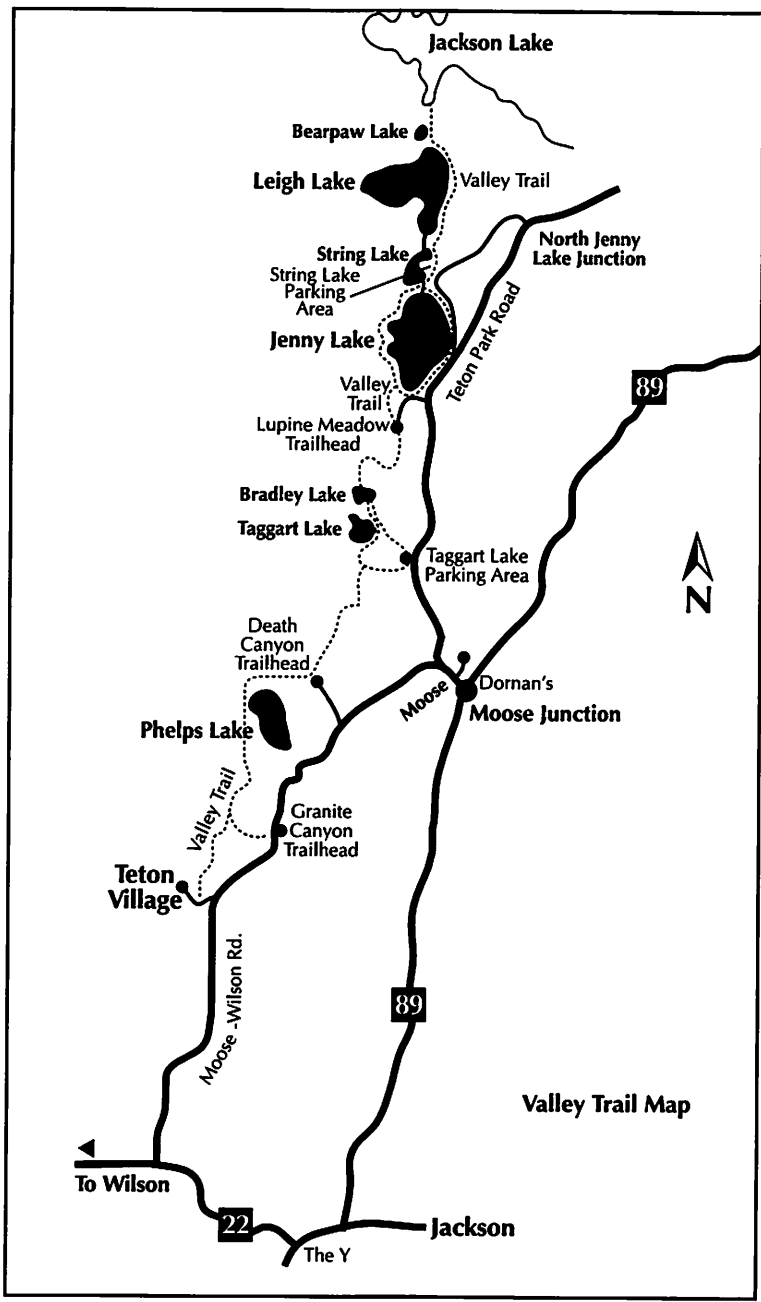 Jackson Lake
Bearpaw Lake
Leigh Lake
Valley Trail
North Jenny
Lake Junction
String Lake
String Lake
Parking
Area
Jenny Lake
Teton Park Road
Valley
Trail
89
Lupine Meadow
Trailhead
Bradley Lake
Taggart Lake
Taggart Lake
Parking Area
N
Death
Canyon
Trailhead
Moose
Dornan's
Moose Junction
Phelps Lake
Valley Trail
Granite
Canyon
Trailhead
Teton
Village
Moose -Wilson Rd.
89
Valley Trail Map
To Wilson
22
Jackson
The Y